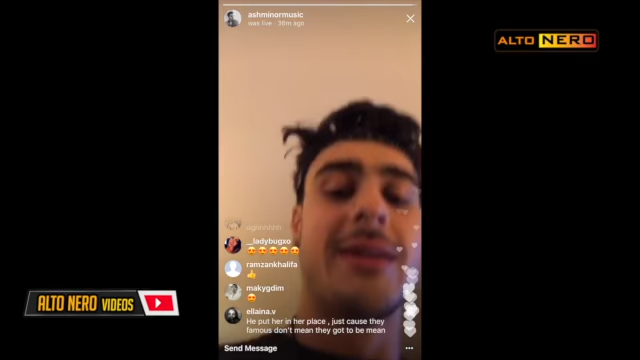 ashminormusic
was live · 36m ago
ALTO NERO
__ladybugxo
😍😍😍😍😍
ramzankhalifa
👍
makygdim
😍
ellaina.v
He put her in her place , just cause they
famous don't mean they got to be mean
ALTO NERO VIDEOS
Send Message